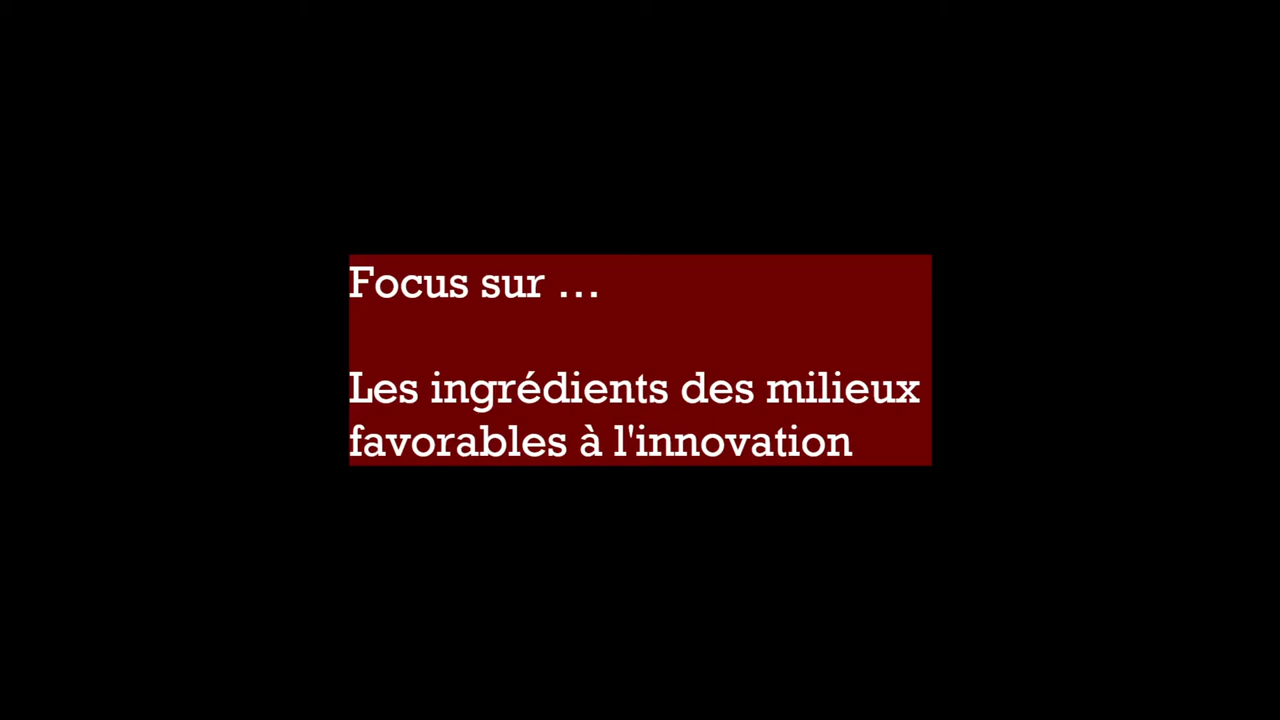 Focus sur ...
Les ingrédients des milieux
favorables à l'innovation